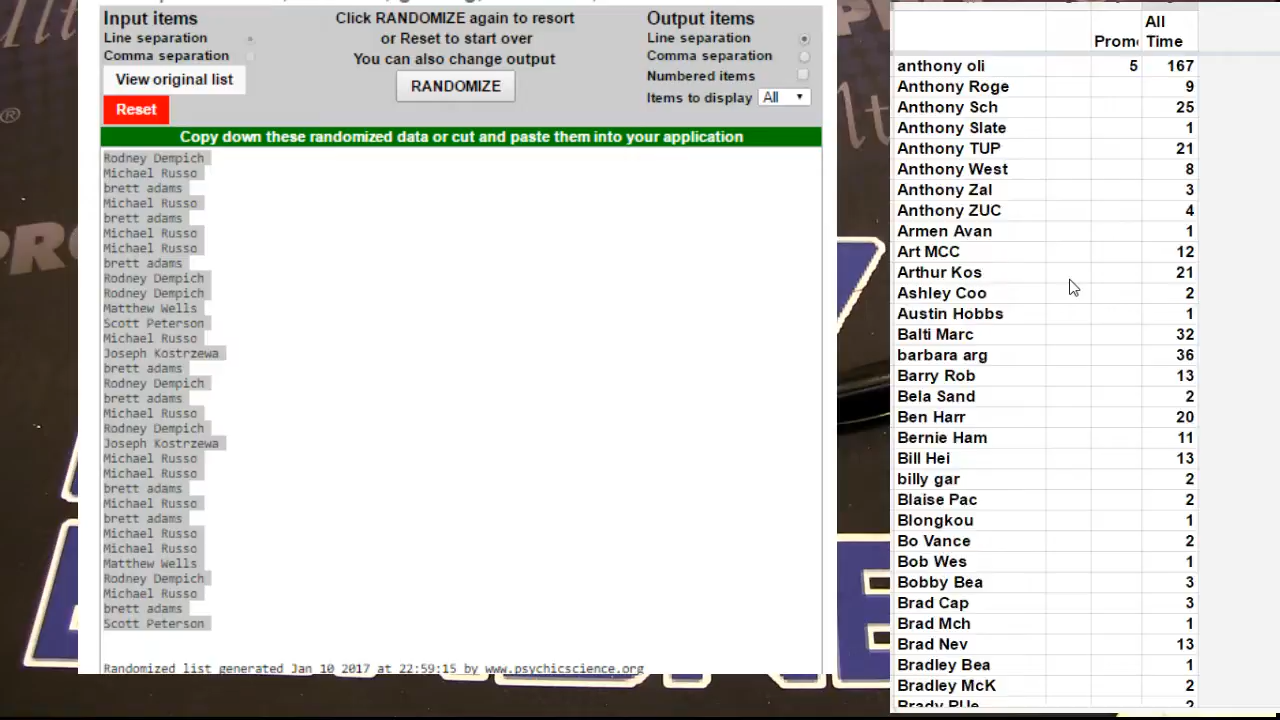 Input items
Line separation
Comma separation
View original list
Reset
Click RANDOMIZE again to resort
or Reset to start over
You can also change output
RANDOMIZE
Output items
Line separation
Comma separation
Numbered items
Items to display All
Copy down these randomized data or cut and paste them into your application
Rodney Dempich
Michael Russo
brett adams
Michael Russo
brett adams
Michael Russo
Michael Russo
brett adams
Rodney Dempich
Rodney Dempich
Matthew Wells
Scott Peterson
Michael Russo
Joseph Kostrzewa
brett adams
Rodney Dempich
brett adams
Michael Russo
Rodney Dempich
Joseph Kostrzewa
Michael Russo
Michael Russo
brett adams
Michael Russo
brett adams
Michael Russo
Michael Russo
Matthew Wells
Rodney Dempich
Michael Russo
brett adams
Scott Peterson
Randomized list generated Jan 10 2017 at 22:59:15 by www.psychicscience.org
All
Time
anthony oli 5 167
Anthony Roge 9
Anthony Sch 25
Anthony Slate 1
Anthony TUP 21
Anthony West 8
Anthony Zal 3
Anthony ZUC 4
Armen Avan 1
Art MCC 12
Arthur Kos 21
Ashley Coo 2
Austin Hobbs 1
Balti Marc 32
barbara arg 36
Barry Rob 13
Bela Sand 2
Ben Harr 20
Bernie Ham 11
Bill Hei 13
billy gar 2
Blaise Pac 2
Blongkou 1
Bo Vance 2
Bob Wes 1
Bobby Bea 3
Brad Cap 3
Brad Mch 1
Brad Nev 13
Bradley Bea 1
Bradley McK 2